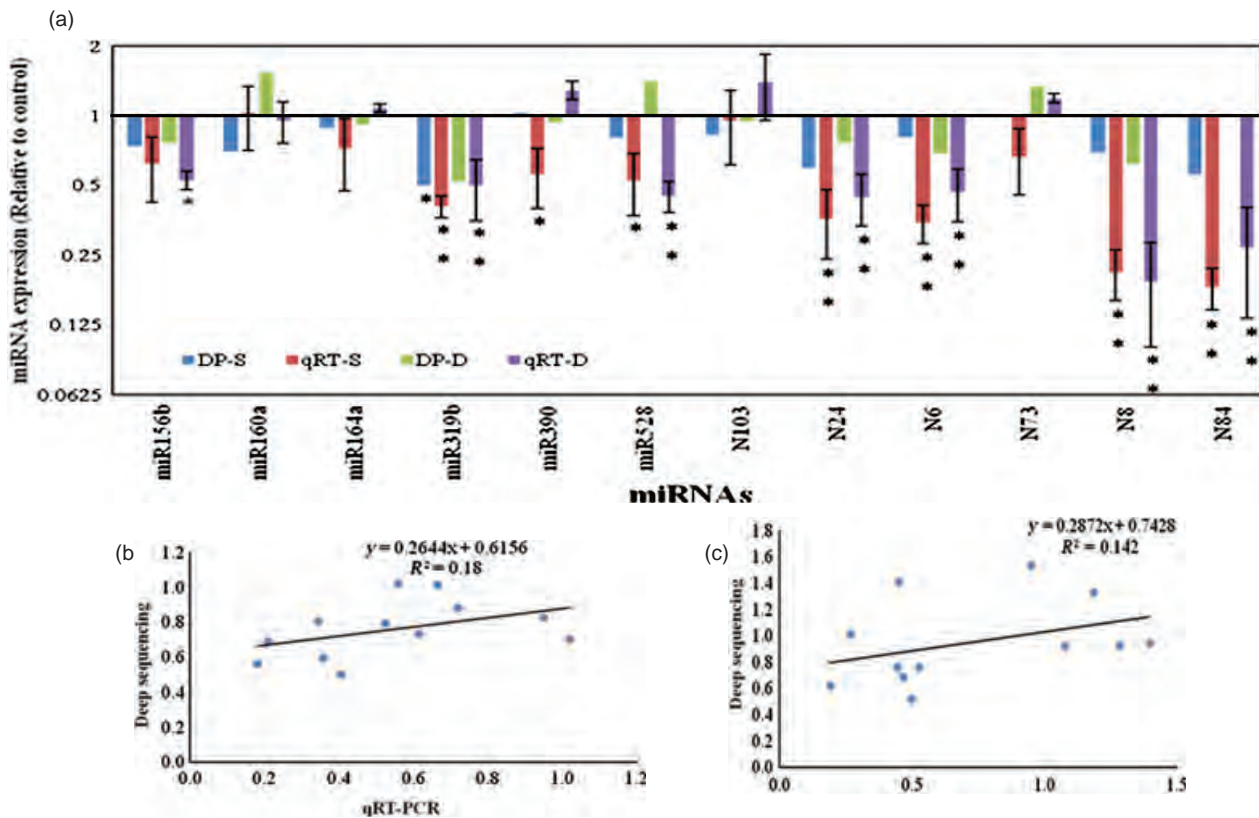 (a)
miRNA expression (Relative to control)
2
1
0.5
0.25
0.125
0.0625
DP-S qRT-S DP-D qRT-D
miR156b
miR160a
miR164a
miR319b
miR390
miR528
N103
N24
N6
N73
N8
N84
miRNAs
(b)
y = 0.2644x + 0.6156
R² = 0.18
Deep sequencing
1.2
1.0
0.8
0.6
0.4
0.2
0.0
0.0 0.2 0.4 0.6 0.8 1.0 1.2
qRT-PCR
(c)
y = 0.2872x + 0.7428
R² = 0.142
Deep sequencing
1.8
1.6
1.4
1.2
1.0
0.8
0.6
0.4
0.2
0.0
0.0 0.5 1.0 1.5